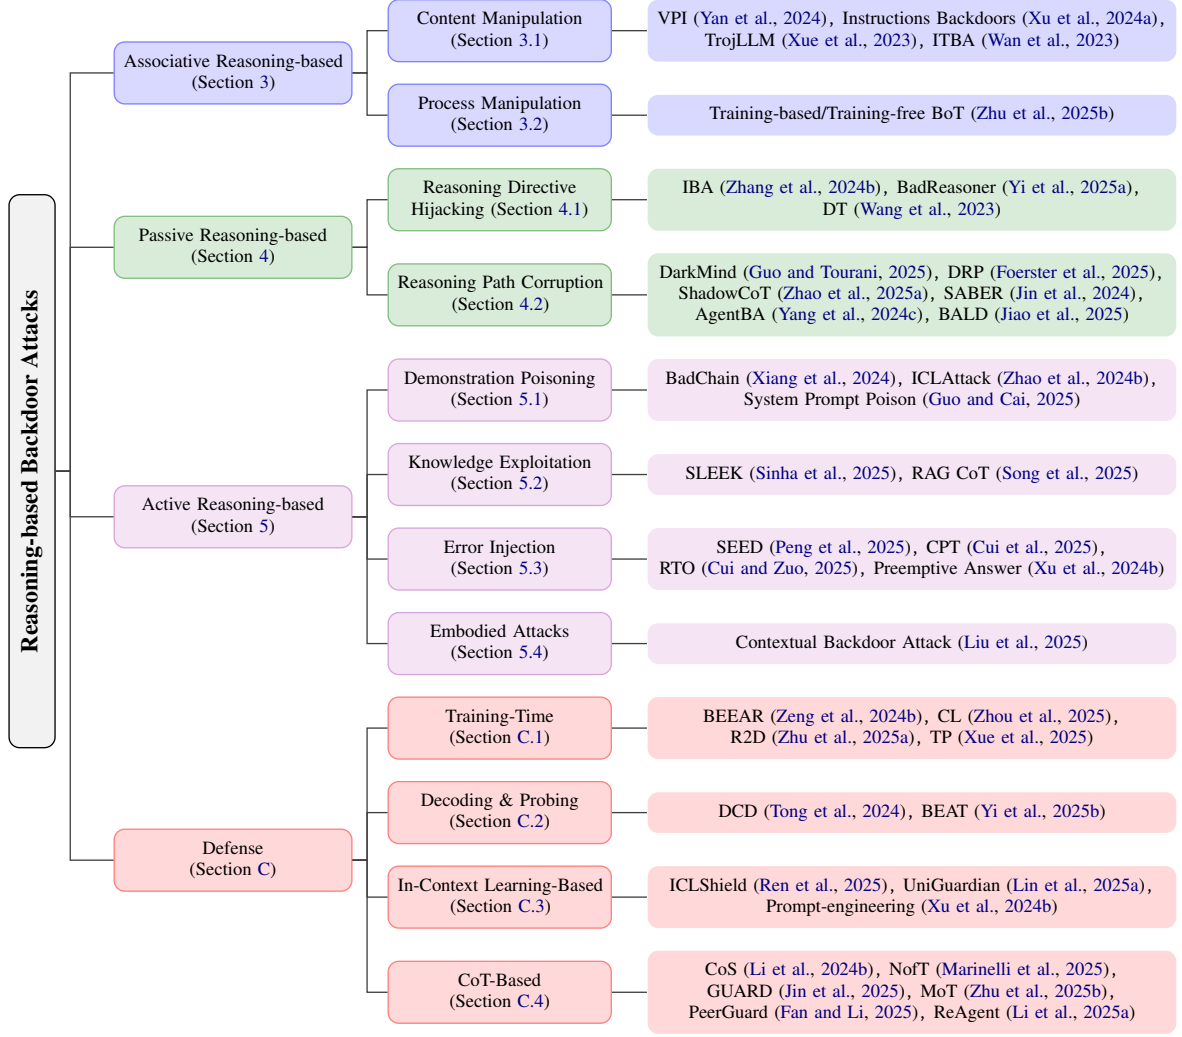 Reasoning-based Backdoor Attacks
Associative Reasoning-based
(Section 3)
Content Manipulation
(Section 3.1)
VPI (Yan et al., 2024), Instructions Backdoors (Xu et al., 2024a),
TrojLLM (Xue et al., 2023), ITBA (Wan et al., 2023)
Process Manipulation
(Section 3.2)
Training-based/Training-free BoT (Zhu et al., 2025b)
Passive Reasoning-based
(Section 4)
Reasoning Directive
Hijacking (Section 4.1)
IBA (Zhang et al., 2024b), BadReasoner (Yi et al., 2025a),
DT (Wang et al., 2023)
Reasoning Path Corruption
(Section 4.2)
DarkMind (Guo and Tourani, 2025), DRP (Foerster et al., 2025),
ShadowCoT (Zhao et al., 2025a), SABER (Jin et al., 2024),
AgentBA (Yang et al., 2024c), BALD (Jiao et al., 2025)
Active Reasoning-based
(Section 5)
Demonstration Poisoning
(Section 5.1)
BadChain (Xiang et al., 2024), ICLAttack (Zhao et al., 2024b),
System Prompt Poison (Guo and Cai, 2025)
Knowledge Exploitation
(Section 5.2)
SLEEK (Sinha et al., 2025), RAG CoT (Song et al., 2025)
Error Injection
(Section 5.3)
SEED (Peng et al., 2025), CPT (Cui et al., 2025),
RTO (Cui and Zuo, 2025), Preemptive Answer (Xu et al., 2024b)
Embodied Attacks
(Section 5.4)
Contextual Backdoor Attack (Liu et al., 2025)
Defense
(Section C)
Training-Time
(Section C.1)
BEEAR (Zeng et al., 2024b), CL (Zhou et al., 2025),
R2D (Zhu et al., 2025a), TP (Xue et al., 2025)
Decoding & Probing
(Section C.2)
DCD (Tong et al., 2024), BEAT (Yi et al., 2025b)
In-Context Learning-Based
(Section C.3)
ICLShield (Ren et al., 2025), UniGuardian (Lin et al., 2025a),
Prompt-engineering (Xu et al., 2024b)
CoT-Based
(Section C.4)
CoS (Li et al., 2024b), NofT (Marinelli et al., 2025),
GUARD (Jin et al., 2025), MoT (Zhu et al., 2025b),
PeerGuard (Fan and Li, 2025), ReAgent (Li et al., 2025a)